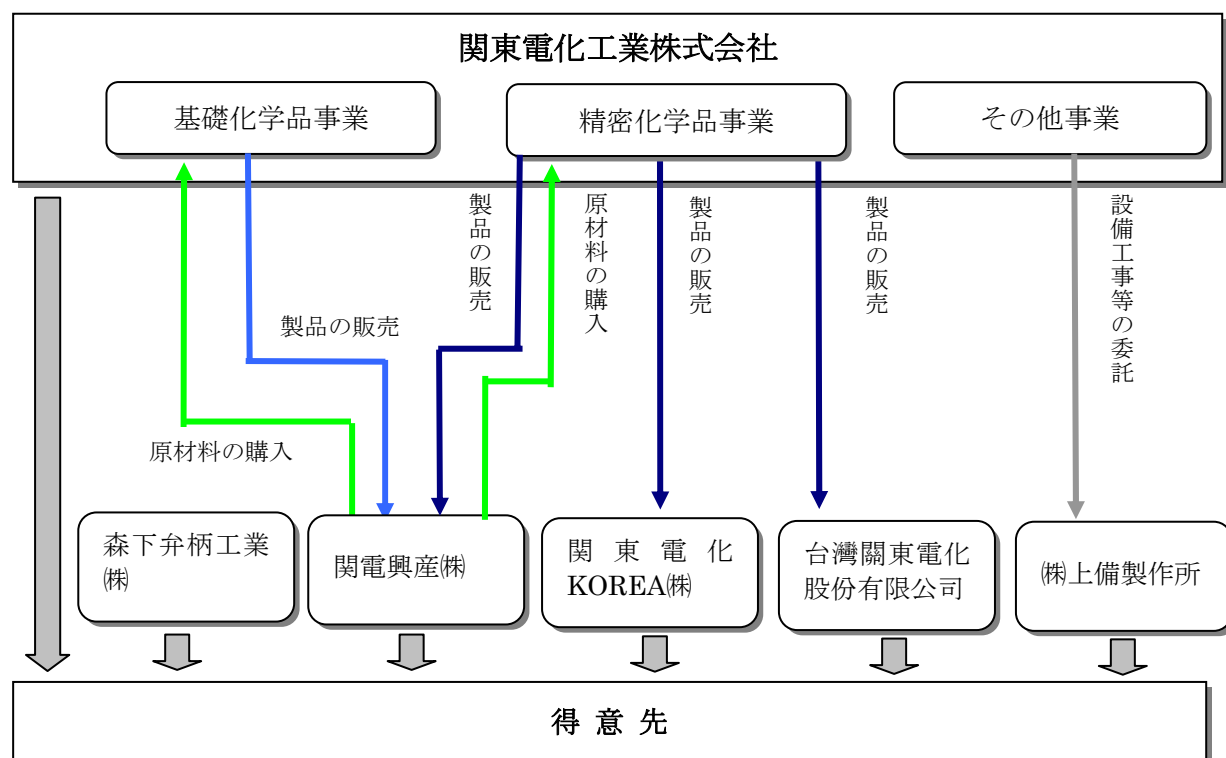 関東電化工業株式会社
基礎化学品事業
精密化学品事業
その他事業
製品の販売
原材料の購入
製品の販売
製品の販売
設備工事等の委託
製品の販売
原材料の購入
森下弁柄工業
㈱
関電興産㈱
関東電化
KOREA㈱
台灣關東電化
股份有限公司
㈱上備製作所
得意先